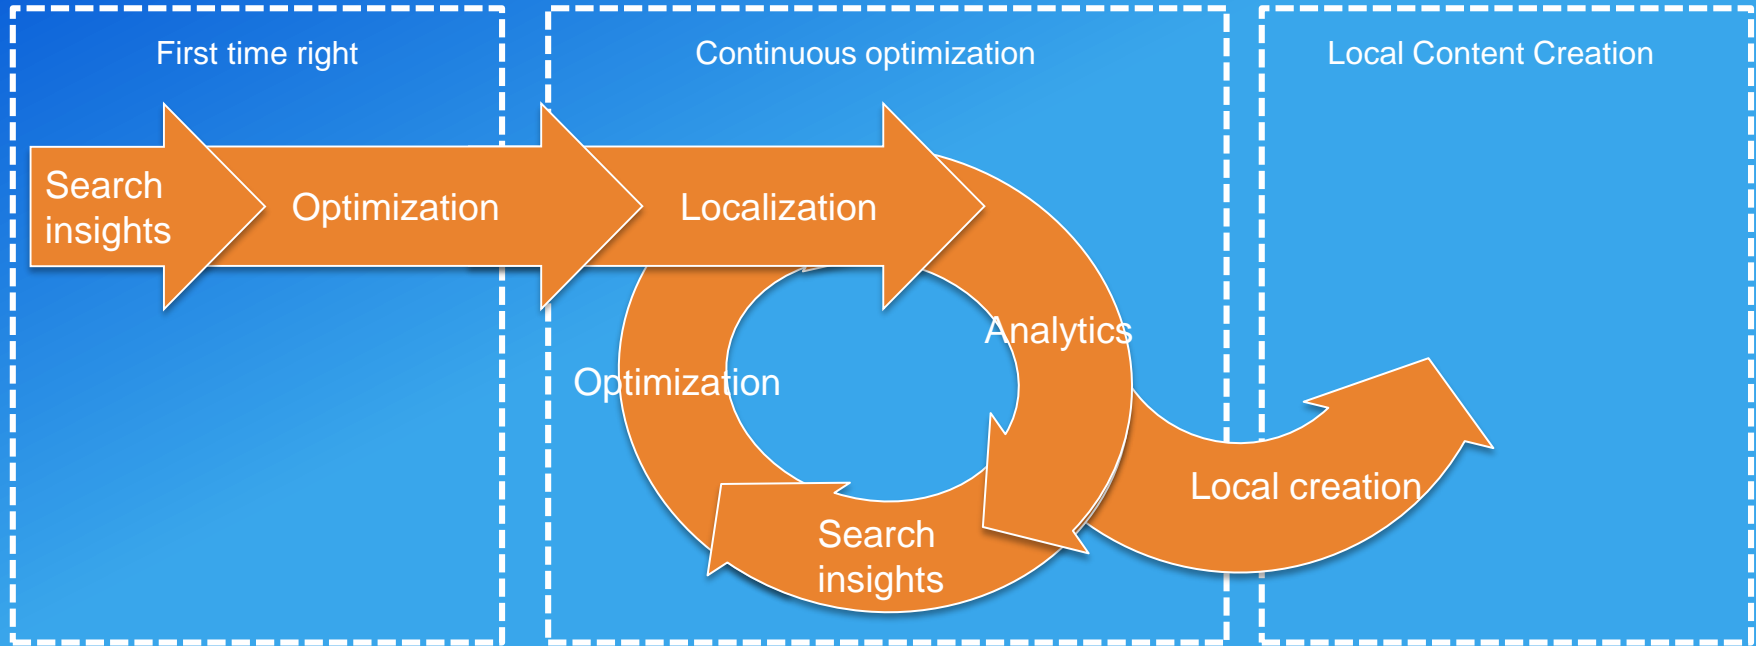 First time right
Continuous optimization
Local Content Creation
Search
insights
Optimization
Localization
Analytics
Optimization
Local creation
Search
insights